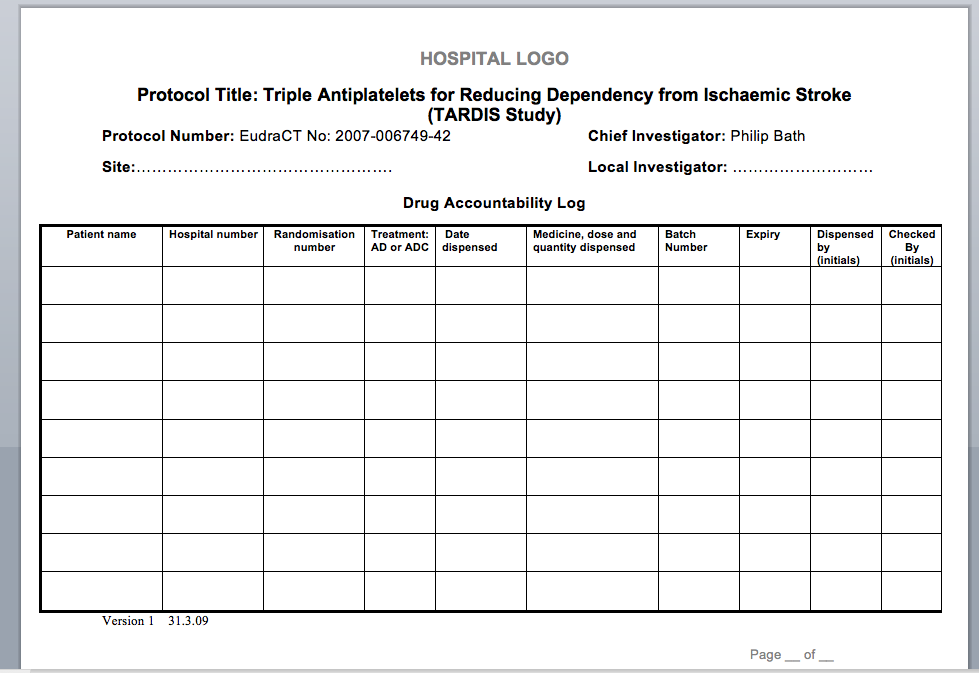 HOSPITAL LOGO
Protocol Title: Triple Antiplatelets for Reducing Dependency from Ischaemic Stroke
(TARDIS Study)
Protocol Number: EudraCT No: 2007-006749-42 Chief Investigator: Philip Bath
Site:………………………………………… Local Investigator: ………………………
Drug Accountability Log
Patient name Hospital number Randomisation Treatment: Date Medicine, dose and Batch Expiry Dispensed Checked
number AD or ADC dispensed quantity dispensed Number by By
(initials) (initials)
Version 1 31.3.09
Page __ of __